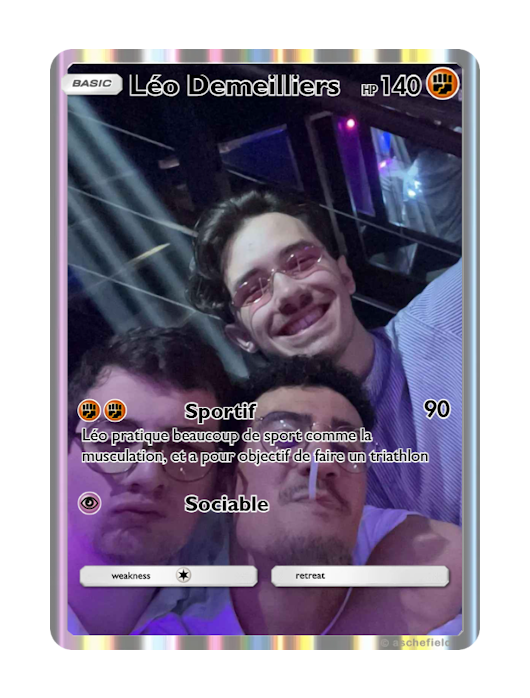 BASIC
Léo Demeilliers HP 140
Sportif 90
Léo pratique beaucoup de sport comme la
musculation, et a pour objectif de faire un triathlon
Sociable
weakness retreat